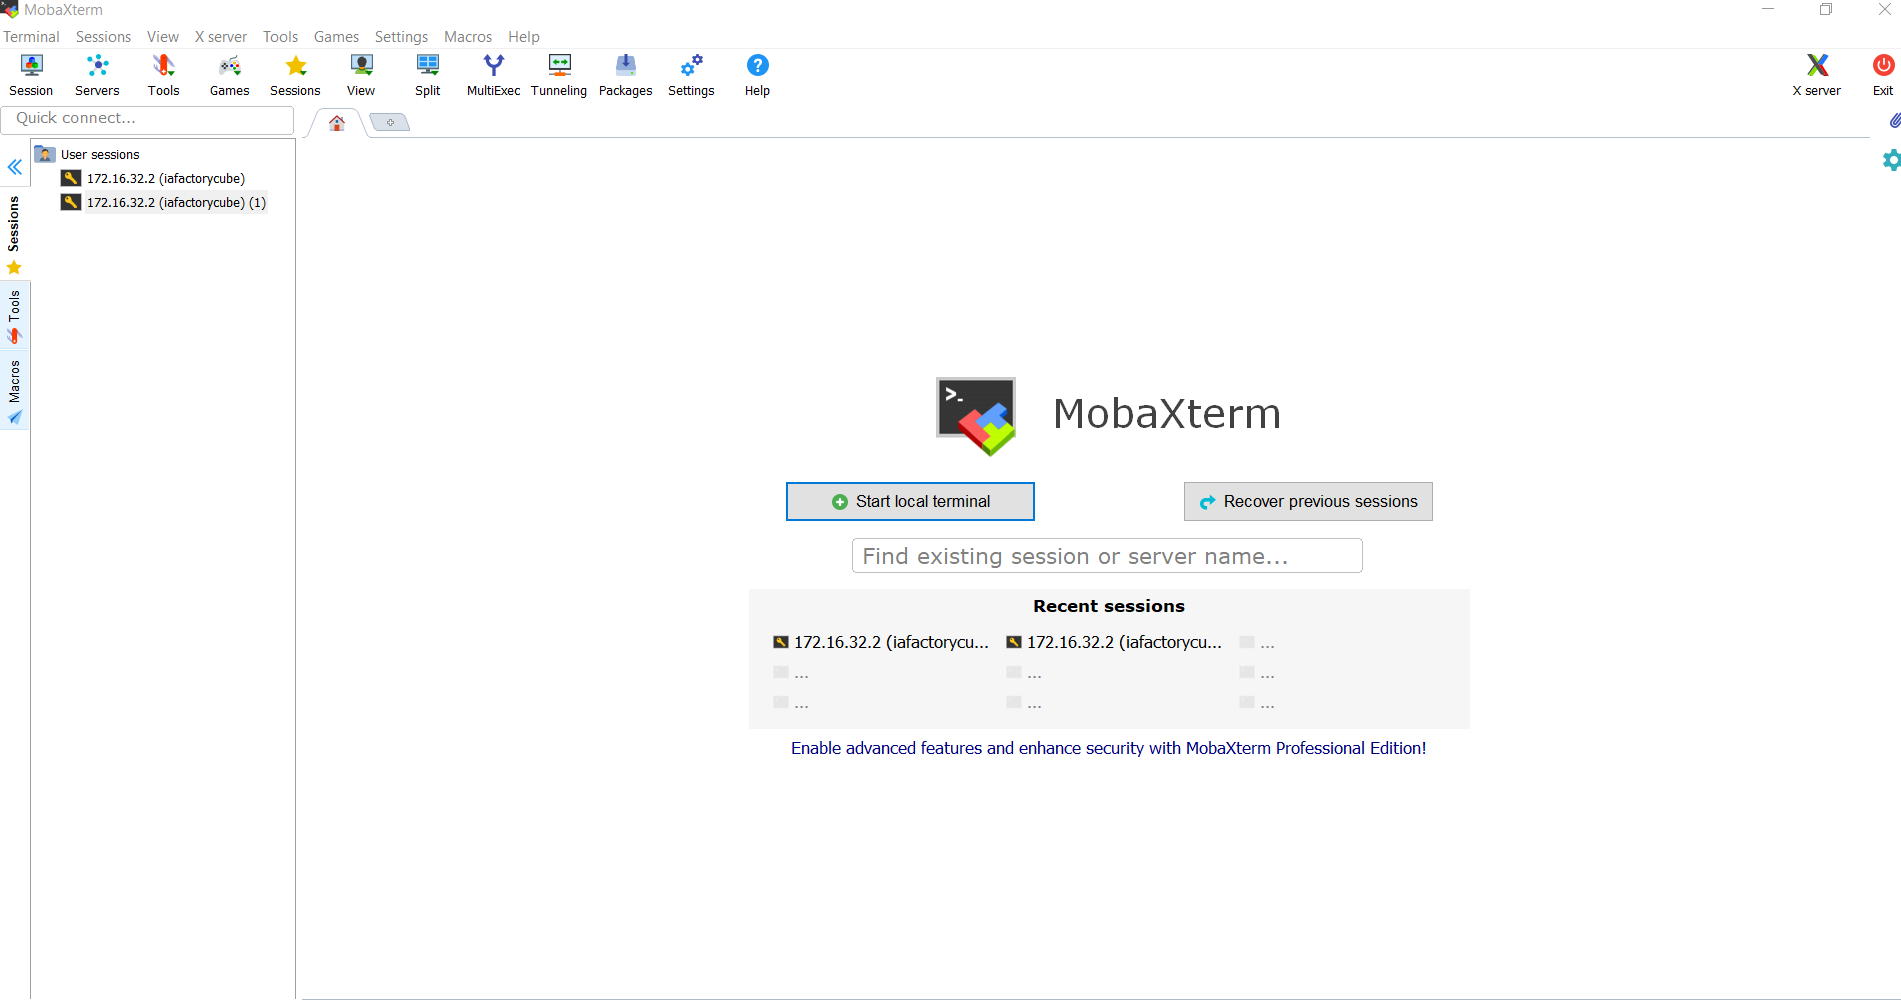 MobaXterm
Terminal Sessions View X server Tools Games Settings Macros Help
Session Servers Tools Games Sessions View Split MultiExec Tunneling Packages Settings Help X server Exit
Quick connect...
User sessions
172.16.32.2 (iafactorycube)
172.16.32.2 (iafactorycube) (1)
Sessions
Tools
Macros
>_
MobaXterm
Start local terminal Recover previous sessions
Find existing session or server name...
Recent sessions
172.16.32.2 (iafactorycu... 172.16.32.2 (iafactorycu... ...
... ... ...
... ... ...
Enable advanced features and enhance security with MobaXterm Professional Edition!